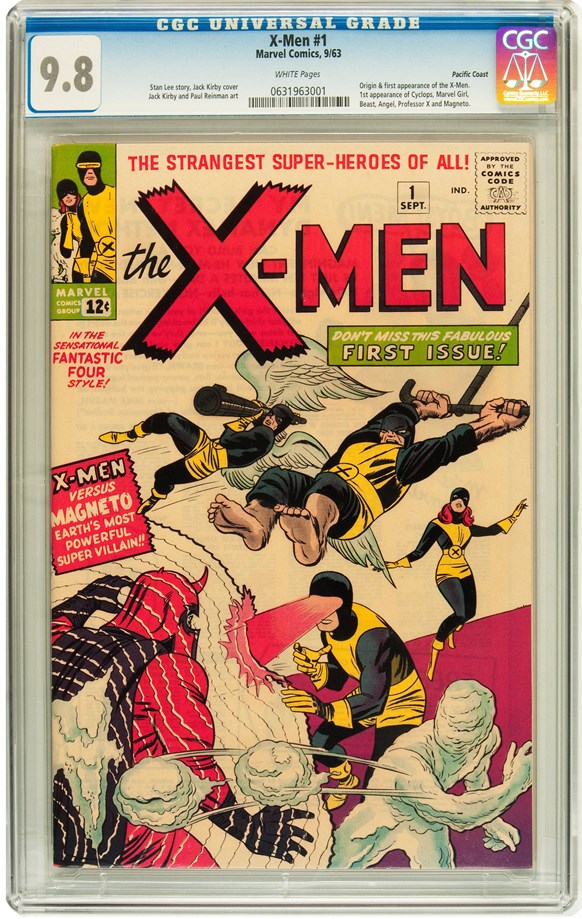 CGC UNIVERSAL GRADE
9.8
X-Men #1
Marvel Comics, 9/63
WHITE Pages
Stan Lee story, Jack Kirby cover
Jack Kirby and Paul Reinman art
0631963001
Pacific Coast
Origin & first appearance of the X-Men.
1st appearance of Cyclops, Marvel Girl,
Beast, Angel, Professor X and Magneto.
CGC
THE STRANGEST SUPER-HEROES OF ALL!
APPROVED
BY THE
COMICS
CODE
CA
AUTHORITY
1
SEPT.
IND.
MARVEL
COMICS
GROUP
12¢
the X-MEN
IN THE
SENSATIONAL
FANTASTIC
FOUR
STYLE!
DON'T MISS THIS FABULOUS
FIRST ISSUE!
X-MEN
VERSUS
MAGNETO
EARTH'S MOST
POWERFUL
SUPER VILLAIN!!